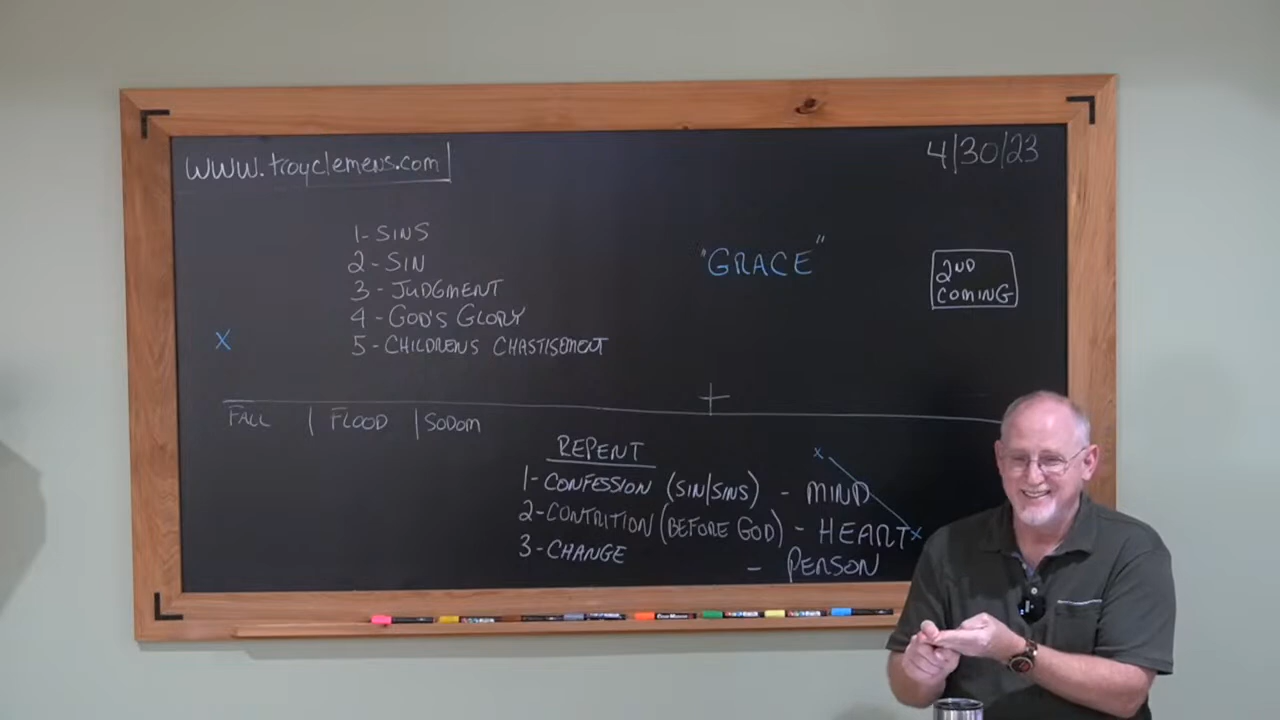 www.troyclemens.com
4/30/23
1- SINS
2 - SIN
3 - JUDGMENT
4 - GOD'S GLORY
5 - CHILDRENS CHASTISEMENT
"GRACE"
2ND
COMING
X
FALL | FLOOD | SODOM
REPENT
1- CONFESSION (SIN/SINS) - MIND
2- CONTRITION (BEFORE GOD) - HEART
3 - CHANGE - PERSON
x
x